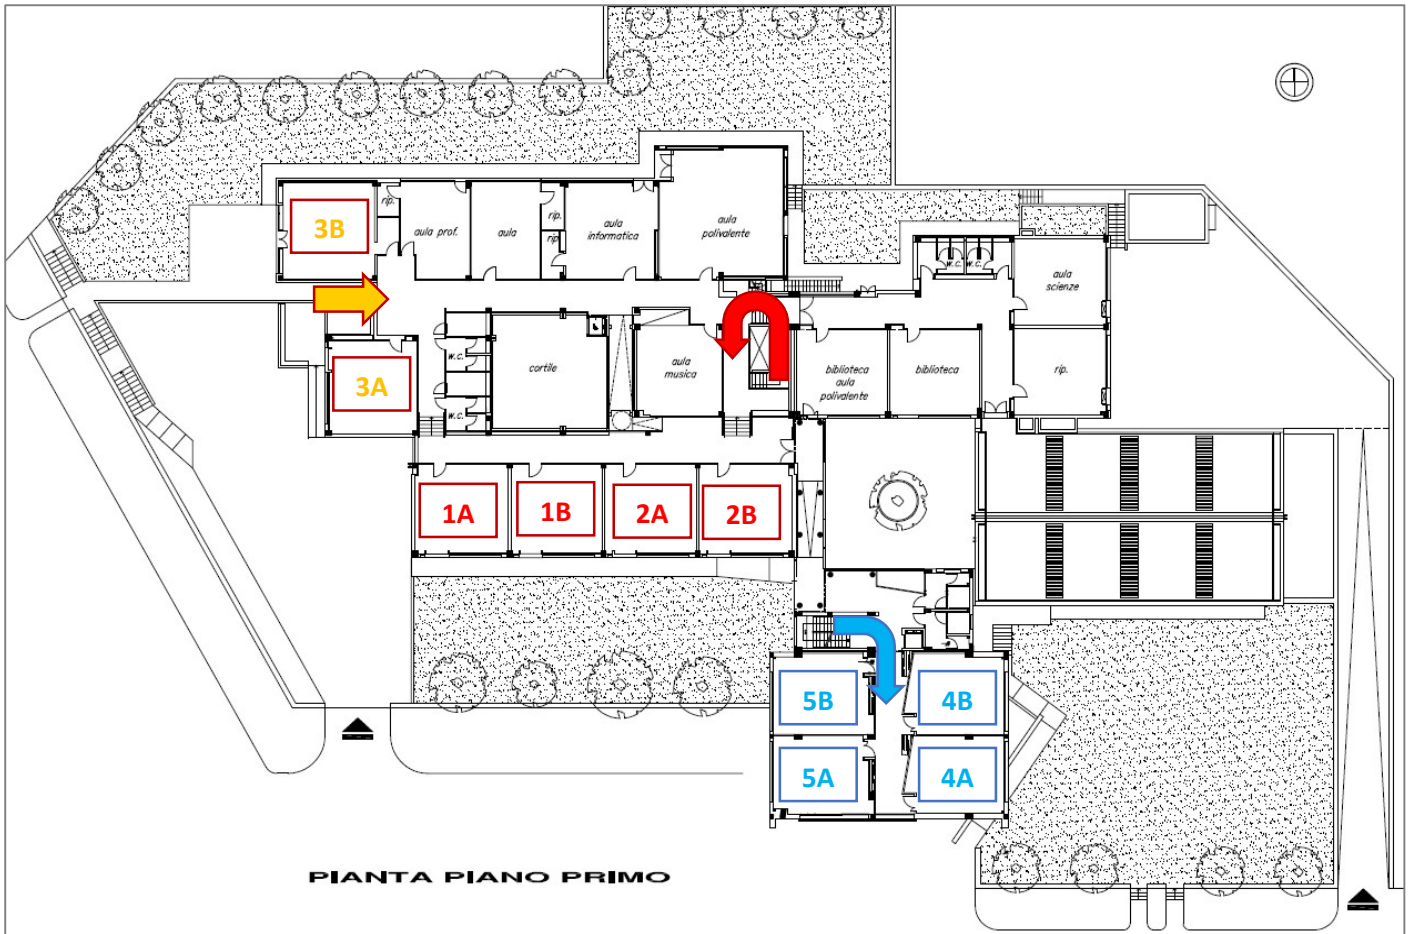 3B
rip.
aula prof.
aula
rip.
rip.
aula
informatica
aula
polivalente
w.c.
w.c.
aula
scienze
3A
w.c.
w.c.
cortile
aula
musica
biblioteca
aula
polivalente
biblioteca
rip.
1A
1B
2A
2B
5B
4B
5A
4A
PIANTA PIANO PRIMO